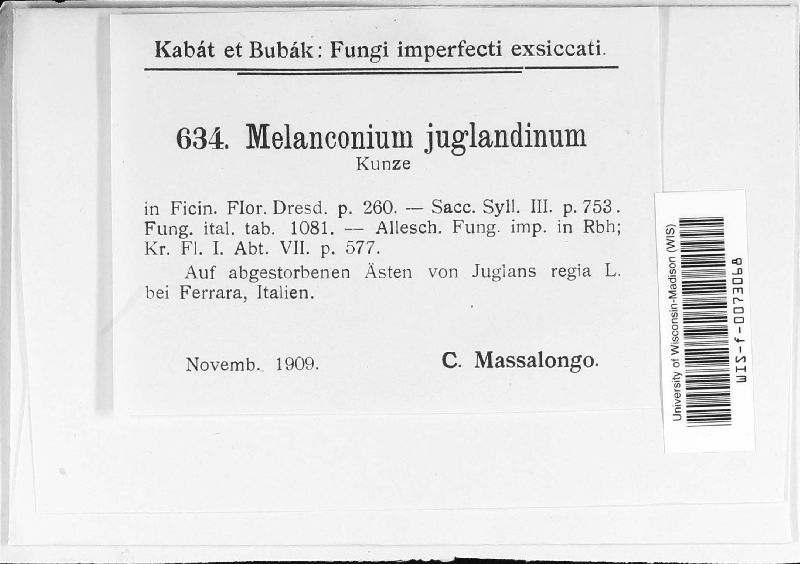 Kabát et Bubák: Fungi imperfecti exsiccati.
634. Melanconium juglandinum
Kunze
in Ficin. Flor. Dresd. p. 260. — Sacc. Syll. III. p. 753.
Fung. ital. tab. 1081. — Allesch. Fung. imp. in Rbh;
Kr. Fl. I. Abt. VII. p. 577.
Auf abgestorbenen Ästen von Juglans regia L.
bei Ferrara, Italien.
Novemb. 1909. C. Massalongo.
University of Wisconsin-Madison (WIS)
WIS-f-0073068